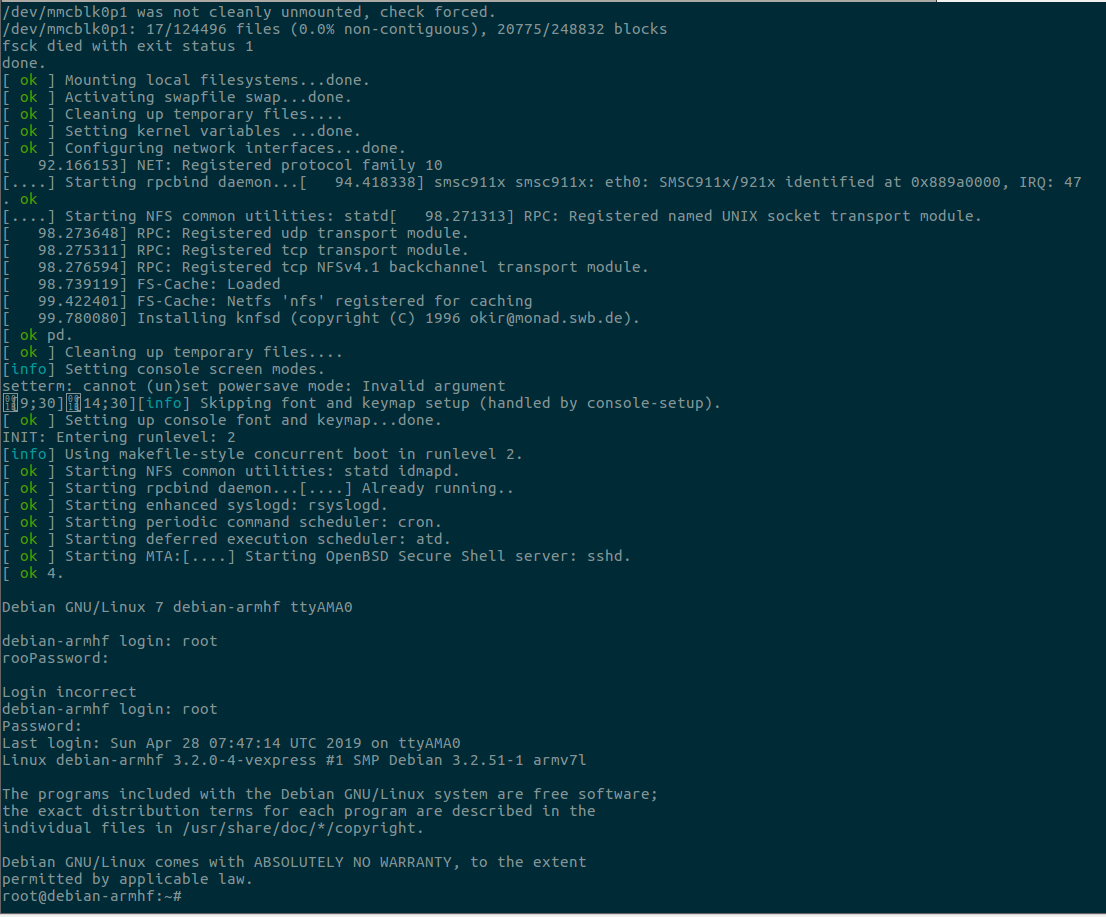 /dev/mmcblk0p1 was not cleanly unmounted, check forced.
/dev/mmcblk0p1: 17/124496 files (0.0% non-contiguous), 20775/248832 blocks
fsck died with exit status 1
done.
[ ok ] Mounting local filesystems...done.
[ ok ] Activating swapfile swap...done.
[ ok ] Cleaning up temporary files....
[ ok ] Setting kernel variables ...done.
[ ok ] Configuring network interfaces...done.
[   92.166153] NET: Registered protocol family 10
[....] Starting rpcbind daemon...[   94.418338] smsc911x smsc911x: eth0: SMSC911x/921x identified at 0x889a0000, IRQ: 47
. ok
[....] Starting NFS common utilities: statd[   98.271313] RPC: Registered named UNIX socket transport module.
[   98.273648] RPC: Registered udp transport module.
[   98.275311] RPC: Registered tcp transport module.
[   98.276594] RPC: Registered tcp NFSv4.1 backchannel transport module.
[   98.739119] FS-Cache: Loaded
[   99.422401] FS-Cache: Netfs 'nfs' registered for caching
[   99.780080] Installing knfsd (copyright (C) 1996 okir@monad.swb.de).
[ ok pd.
[ ok ] Cleaning up temporary files....
[info] Setting console screen modes.
setterm: cannot (un)set powersave mode: Invalid argument
[9;30][14;30][info] Skipping font and keymap setup (handled by console-setup).
[ ok ] Setting up console font and keymap...done.
INIT: Entering runlevel: 2
[info] Using makefile-style concurrent boot in runlevel 2.
[ ok ] Starting NFS common utilities: statd idmapd.
[ ok ] Starting rpcbind daemon...[....] Already running..
[ ok ] Starting enhanced syslogd: rsyslogd.
[ ok ] Starting periodic command scheduler: cron.
[ ok ] Starting deferred execution scheduler: atd.
[ ok ] Starting MTA:[....] Starting OpenBSD Secure Shell server: sshd.
[ ok 4.
Debian GNU/Linux 7 debian-armhf ttyAMA0
debian-armhf login: root
rooPassword:
Login incorrect
debian-armhf login: root
Password:
Last login: Sun Apr 28 07:47:14 UTC 2019 on ttyAMA0
Linux debian-armhf 3.2.0-4-vexpress #1 SMP Debian 3.2.51-1 armv7l
The programs included with the Debian GNU/Linux system are free software;
the exact distribution terms for each program are described in the
individual files in /usr/share/doc/*/copyright.
Debian GNU/Linux comes with ABSOLUTELY NO WARRANTY, to the extent
permitted by applicable law.
root@debian-armhf:~#